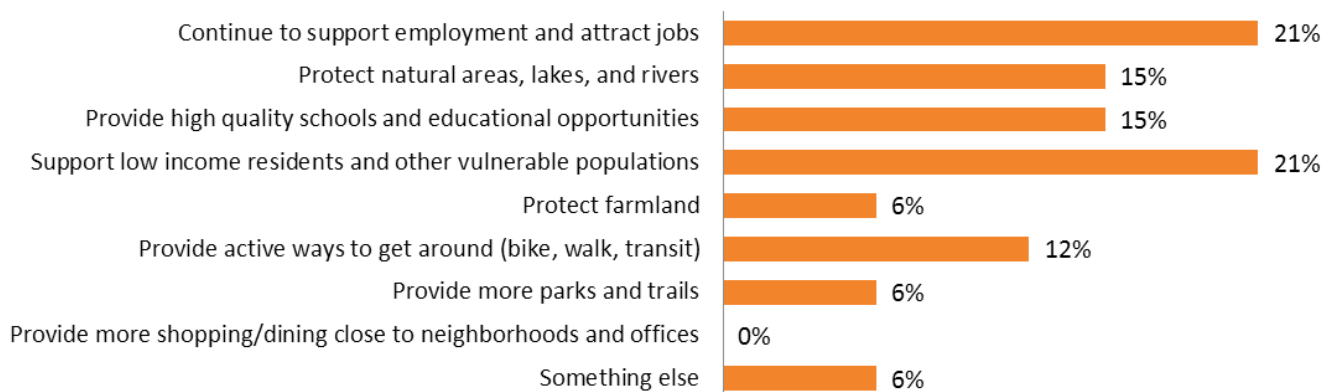 Continue to support employment and attract jobs 21%
Protect natural areas, lakes, and rivers 15%
Provide high quality schools and educational opportunities 15%
Support low income residents and other vulnerable populations 21%
Protect farmland 6%
Provide active ways to get around (bike, walk, transit) 12%
Provide more parks and trails 6%
Provide more shopping/dining close to neighborhoods and offices 0%
Something else 6%